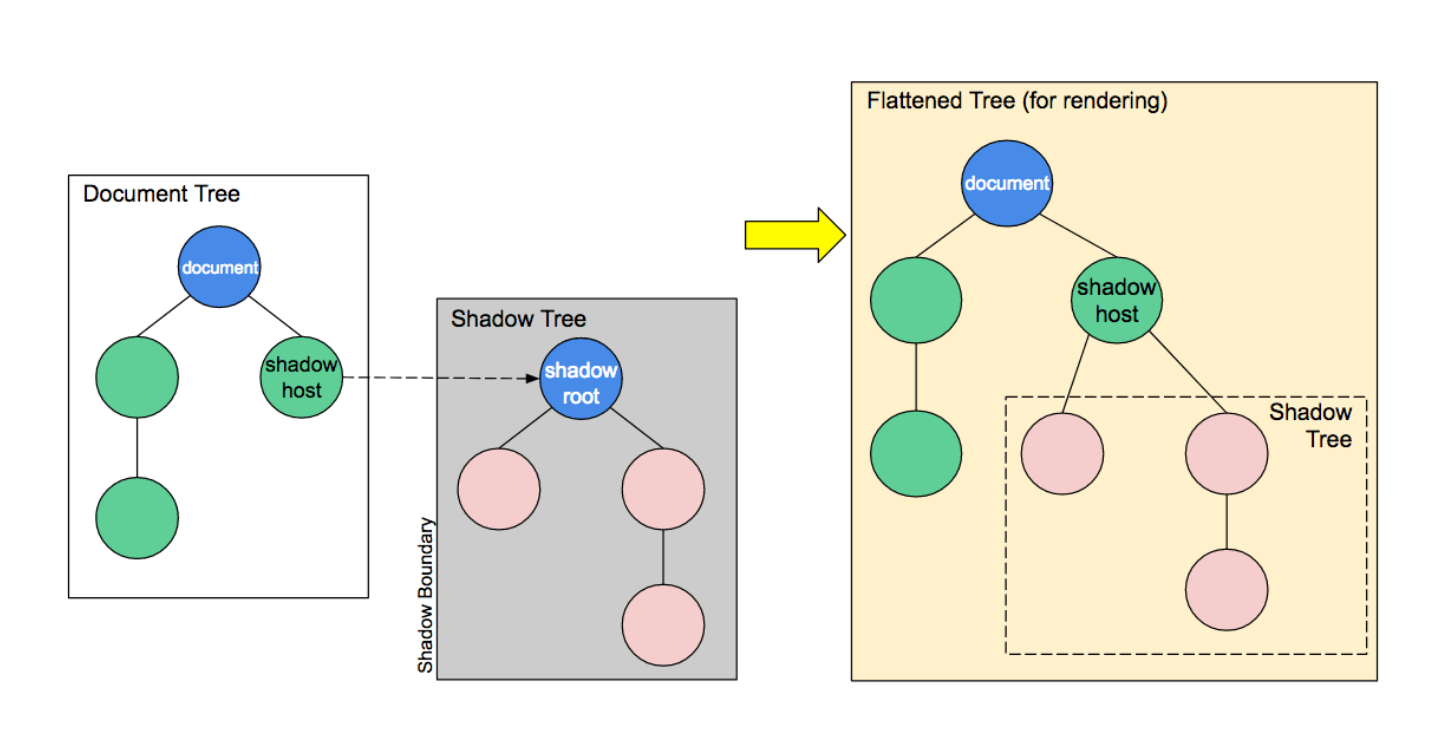 Document Tree
document
shadow
host
Shadow Tree
shadow
root
Shadow Boundary
Flattened Tree (for rendering)
document
shadow
host
Shadow
Tree